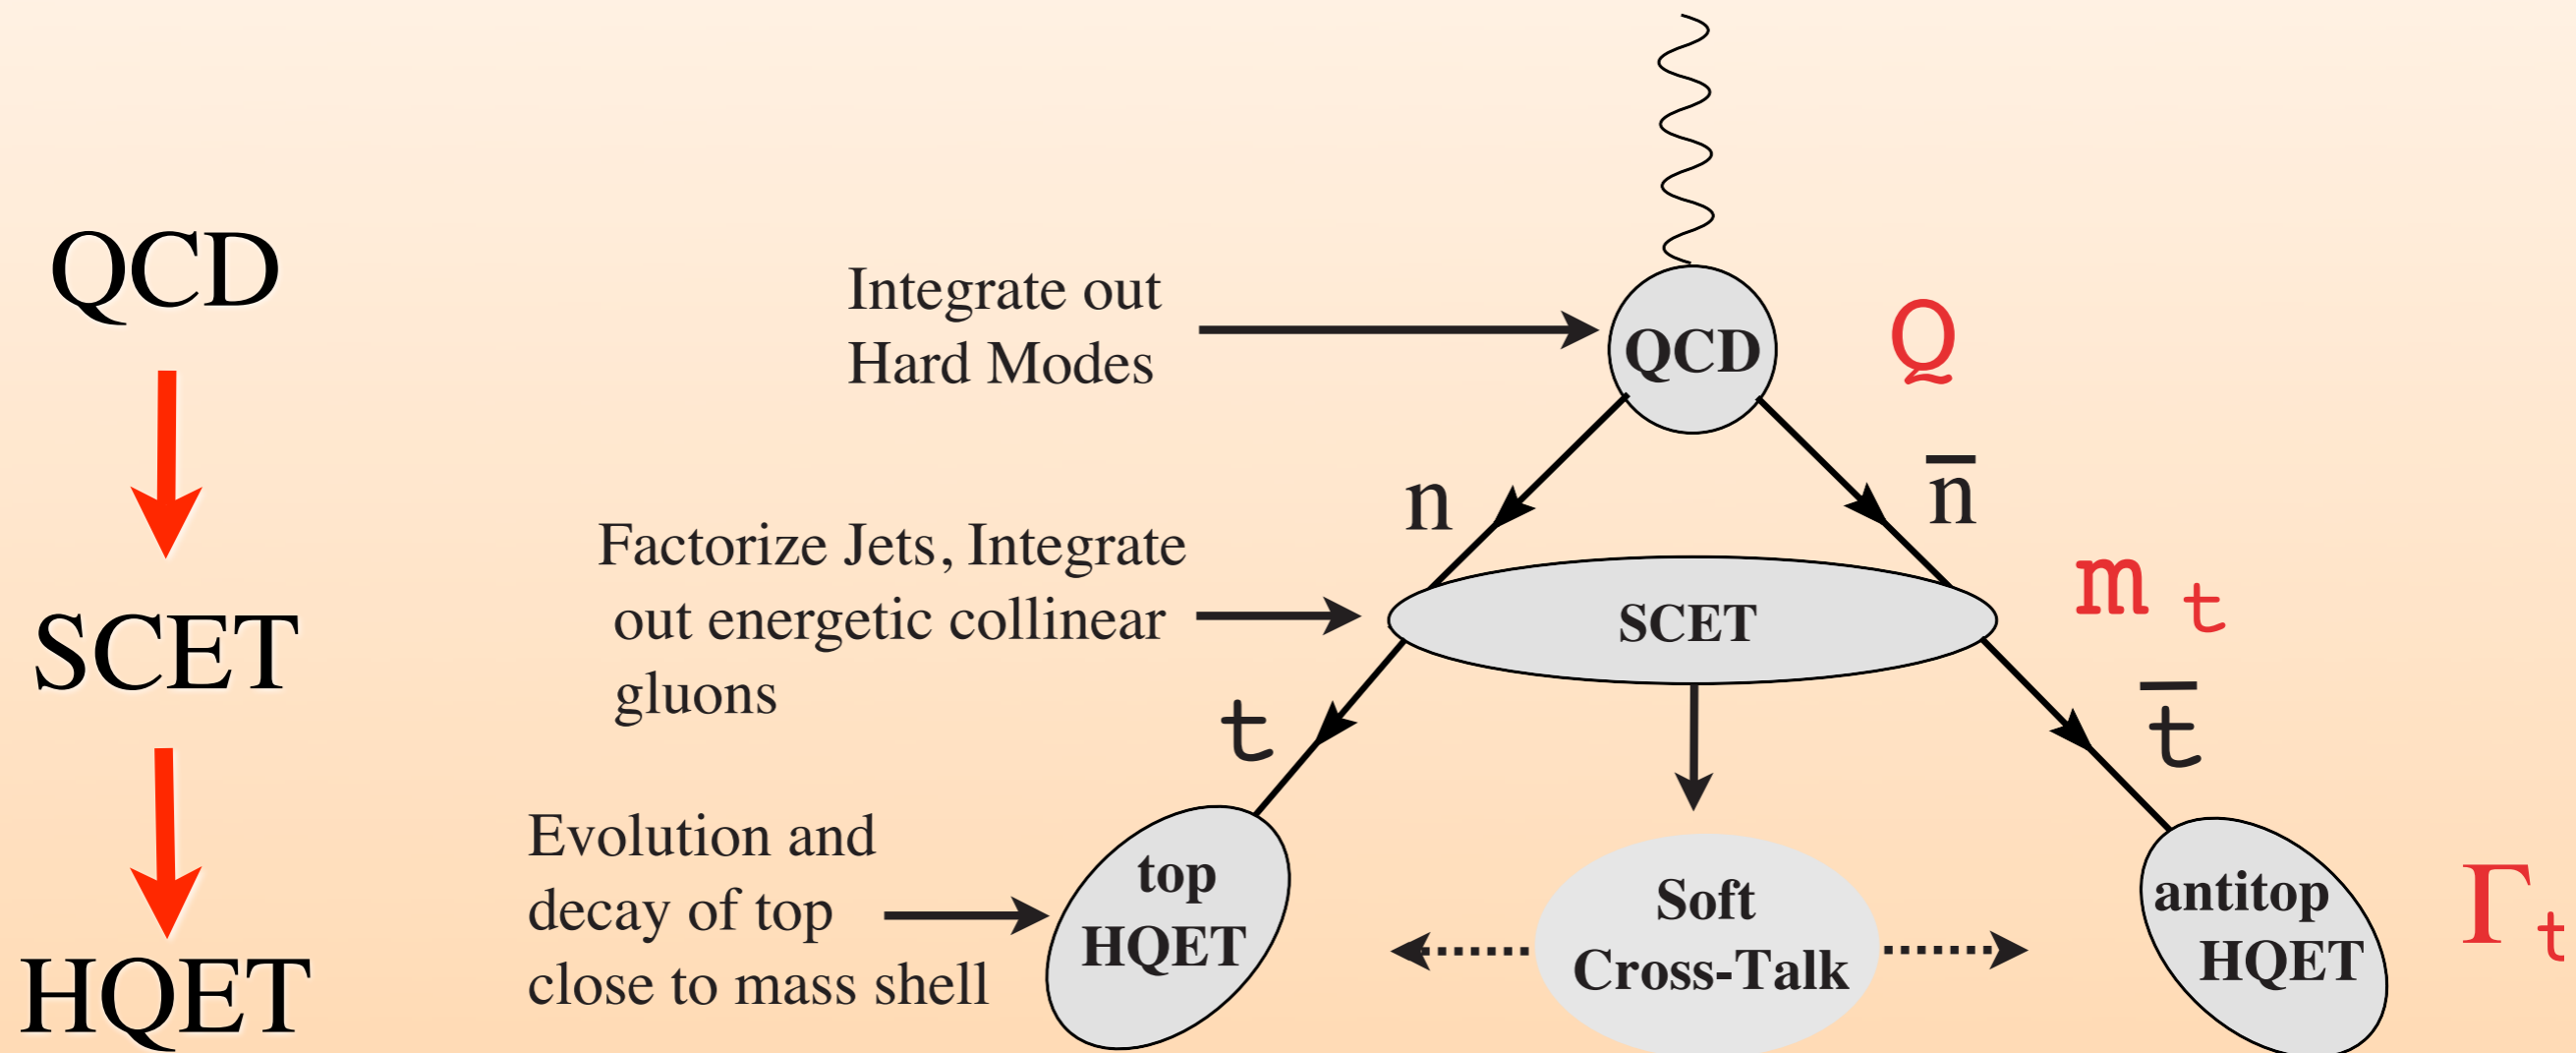 QCD
SCET
HQET
Integrate out
Hard Modes
Factorize Jets, Integrate
out energetic collinear
gluons
Evolution and
decay of top
close to mass shell
QCD
Q
n
n̄
SCET
m t
t
t̄
top
HQET
Soft
Cross-Talk
antitop
HQET
Γt